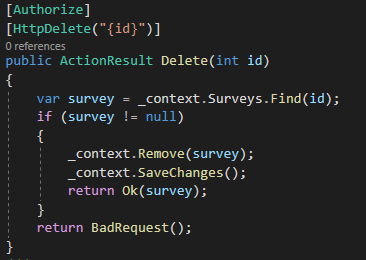 [Authorize]
[HttpDelete("{id}")]
0 references
public ActionResult Delete(int id)
{
var survey = _context.Surveys.Find(id);
if (survey != null)
{
_context.Remove(survey);
_context.SaveChanges();
return Ok(survey);
}
return BadRequest();
}